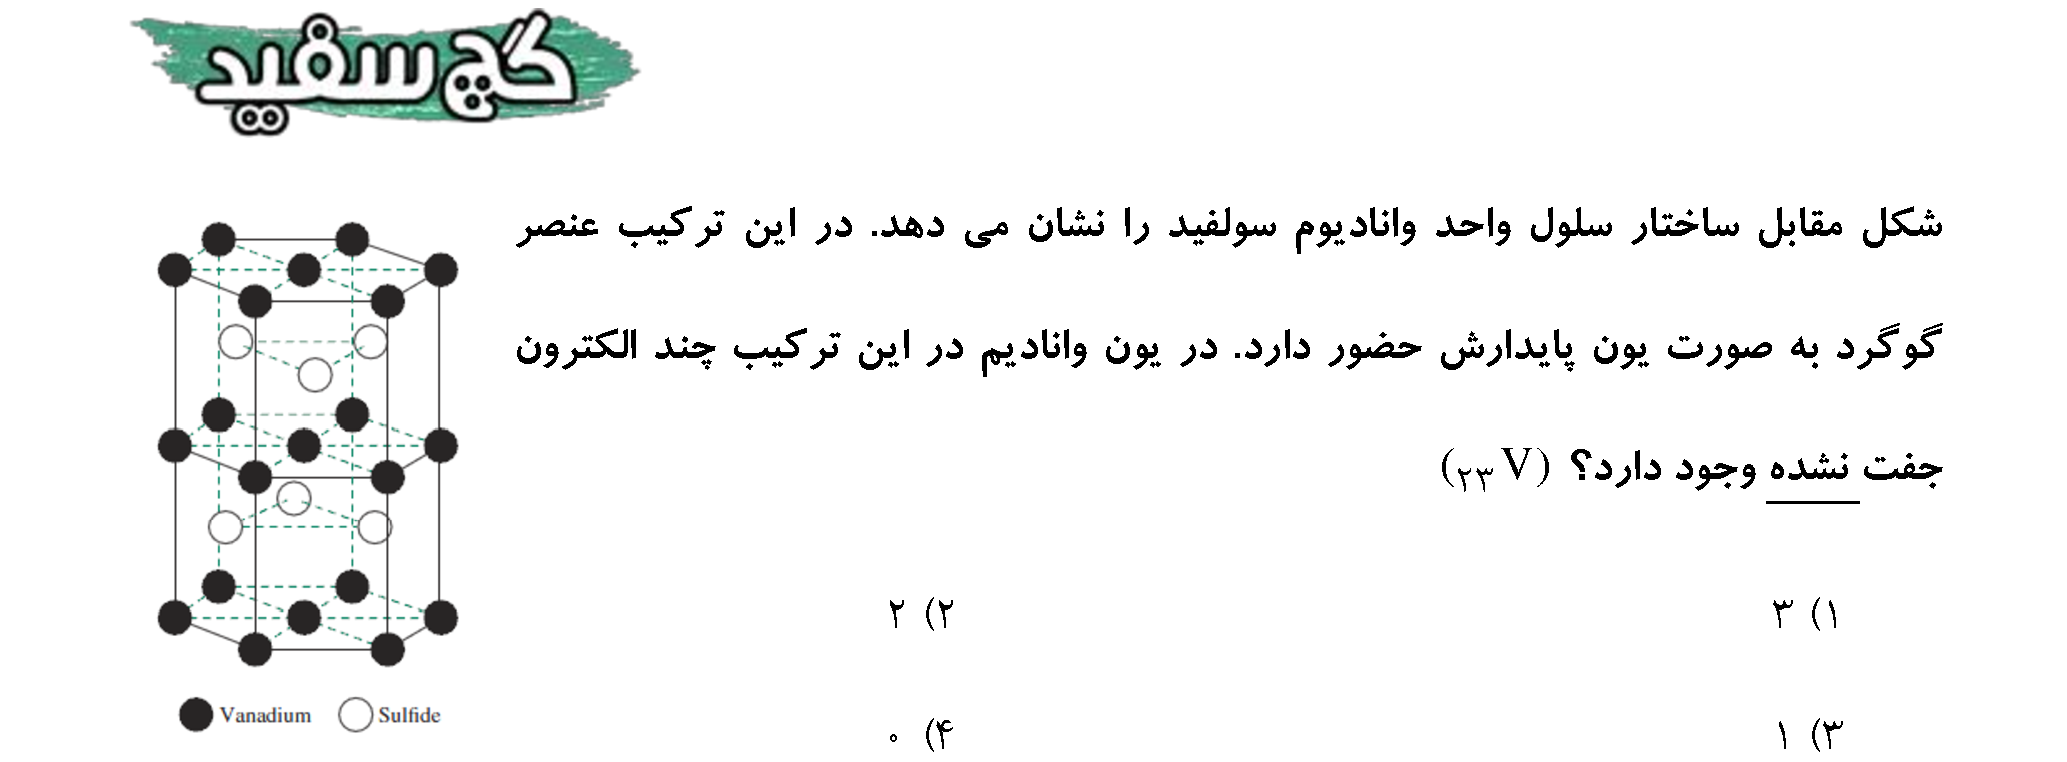 گچ سفید
شکل مقابل ساختار سلول واحد وانادیوم سولفید را نشان می دهد. در این ترکیب عنصر
گوگرد به صورت یون پایدارش حضور دارد. در یون وانادیم در این ترکیب چند الکترون
جفت نشده وجود دارد؟ (۲۳V)
۱) ۳
۲) ۲
۳) ۱
۴) ۰
Vanadium Sulfide